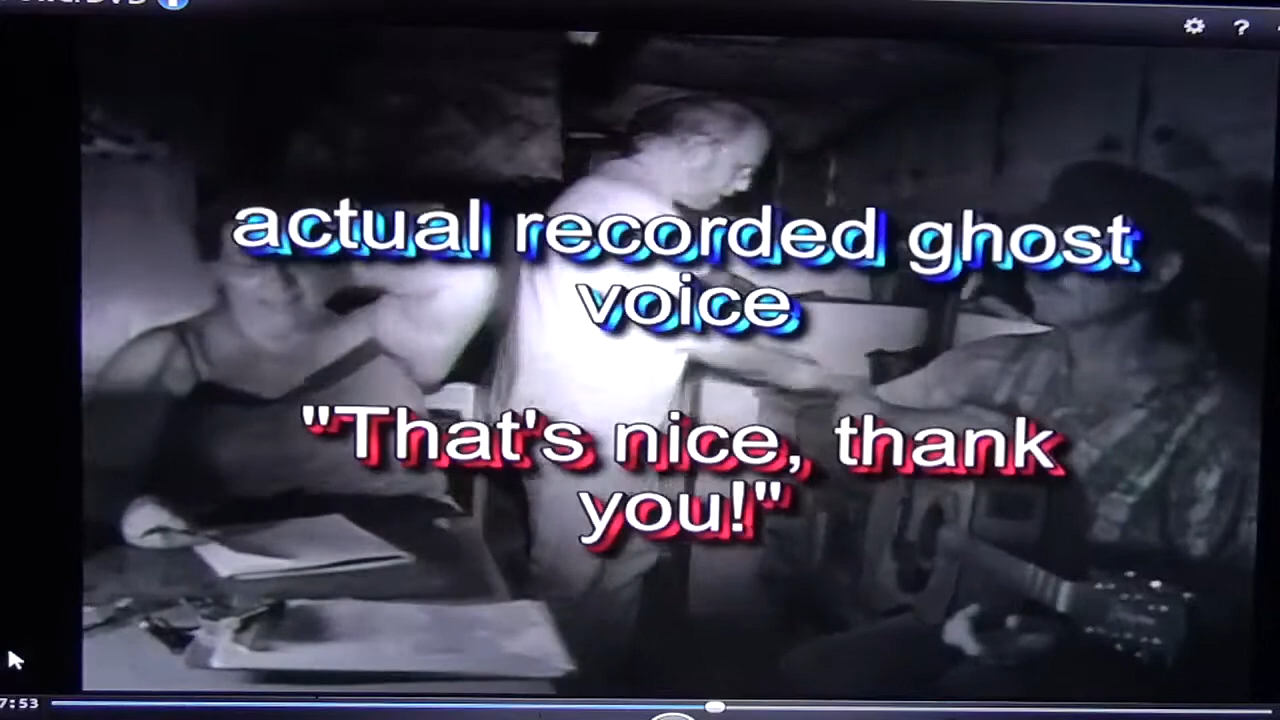 ?
actual recorded ghost
voice
"That's nice, thank
you!"
7:53